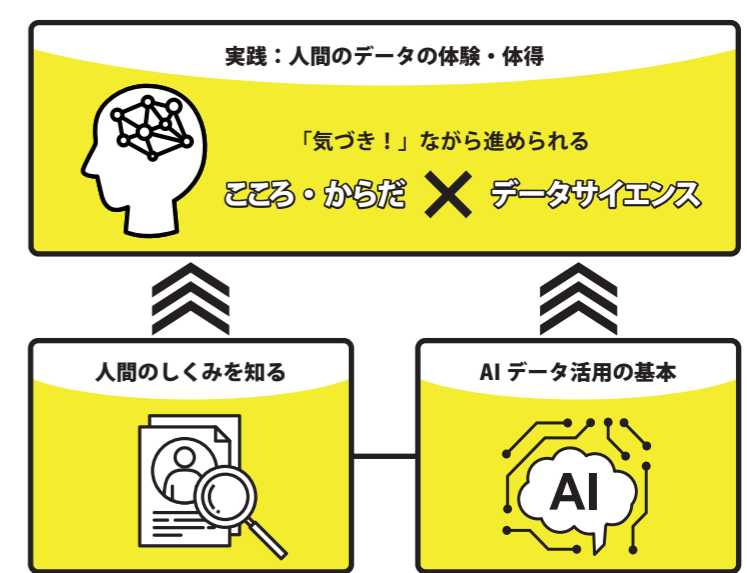 実践：人間のデータの体験・体得
「気づき！」ながら進められる
こころ・からだ × データサイエンス
人間のしくみを知る
AI データ活用の基本
AI